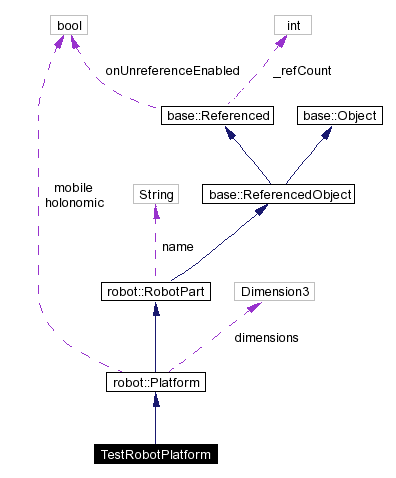 bool
int
onUnreferenceEnabled
_refCount
base::Referenced
base::Object
mobile
holonomic
String
base::ReferencedObject
name
robot::RobotPart
Dimension3
dimensions
robot::Platform
TestRobotPlatform